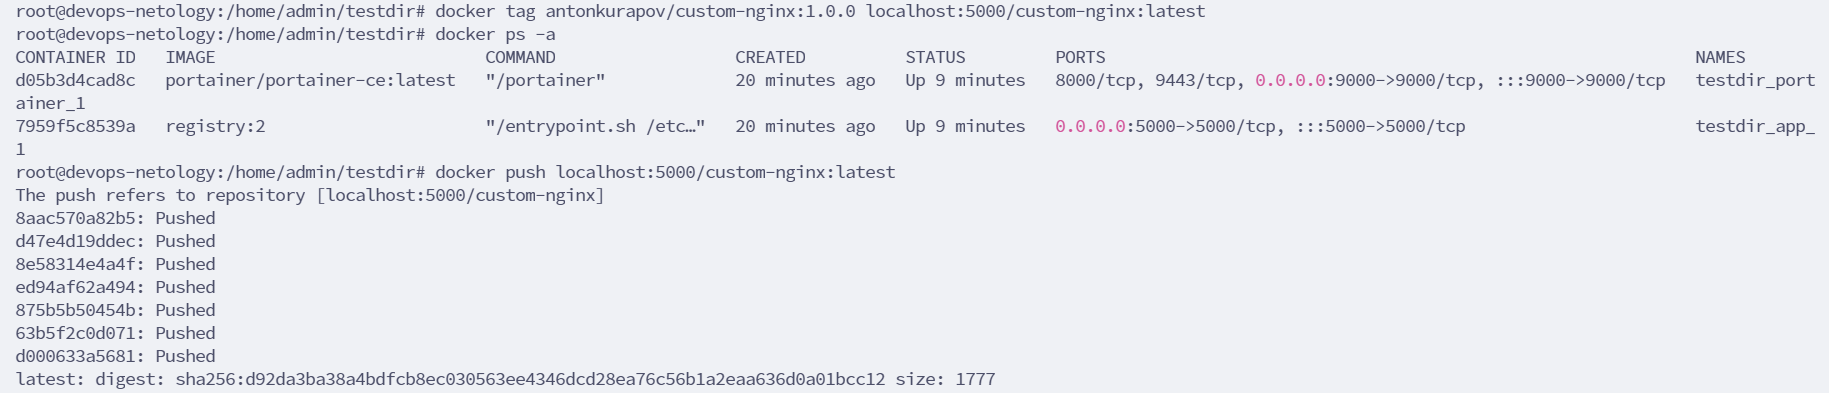 root@devops-netology:/home/admin/testdir# docker tag antonkurapov/custom-nginx:1.0.0 localhost:5000/custom-nginx:latest
root@devops-netology:/home/admin/testdir# docker ps -a
CONTAINER ID   IMAGE                           COMMAND                  CREATED          STATUS         PORTS                                                           NAMES
d05b3d4cad8c   portainer/portainer-ce:latest   "/portainer"             20 minutes ago   Up 9 minutes   8000/tcp, 9443/tcp, 0.0.0.0:9000->9000/tcp, :::9000->9000/tcp   testdir_port
ainer_1
7959f5c8539a   registry:2                      "/entrypoint.sh /etc…"   20 minutes ago   Up 9 minutes   0.0.0.0:5000->5000/tcp, :::5000->5000/tcp                       testdir_app_
1
root@devops-netology:/home/admin/testdir# docker push localhost:5000/custom-nginx:latest
The push refers to repository [localhost:5000/custom-nginx]
8aac570a82b5: Pushed
d47e4d19ddec: Pushed
8e58314e4a4f: Pushed
ed94af62a494: Pushed
875b5b50454b: Pushed
63b5f2c0d071: Pushed
d000633a5681: Pushed
latest: digest: sha256:d92da3ba38a4bdfcb8ec030563ee4346dcd28ea76c56b1a2eaa636d0a01bcc12 size: 1777